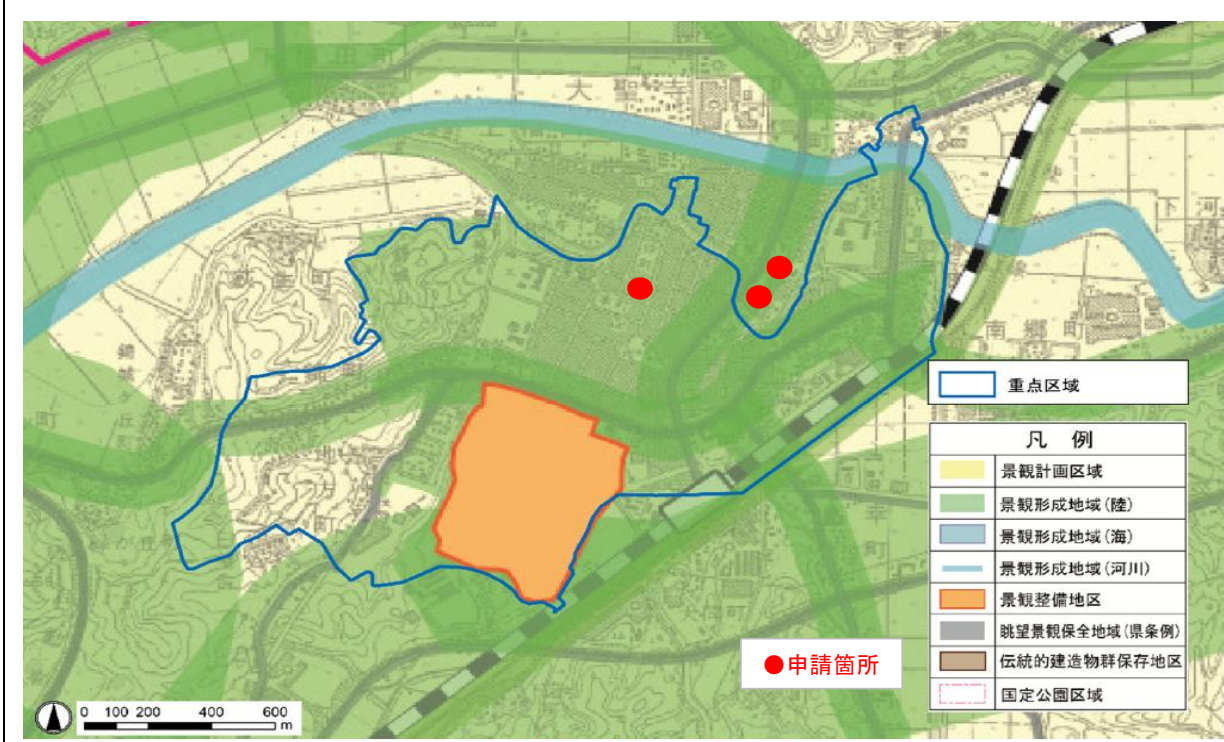 大聖寺
南郷町
下町
重点区域
凡 例
景観計画区域
景観形成地域(陸)
景観形成地域(海)
景観形成地域(河川)
景観整備地区
眺望景観保全地域(県条例)
伝統的建造物群保存地区
国定公園区域
●申請箇所
0 100 200 400 600
m